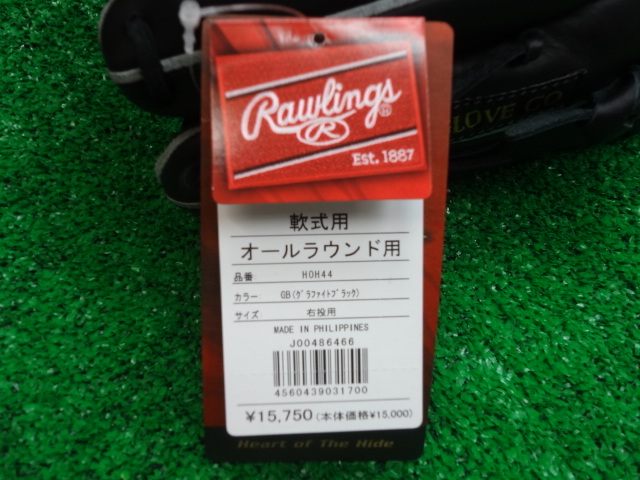 Rawlings
R
®
Est. 1887
LOVE CO
軟式用
オールラウンド用
品番 HOH44
カラー GB(グラファイトブラック)
サイズ 右投用
MADE IN PHILIPPINES
J00486466
4560439031700
¥15,750(本体価格¥15,000)
Heart of The Hide